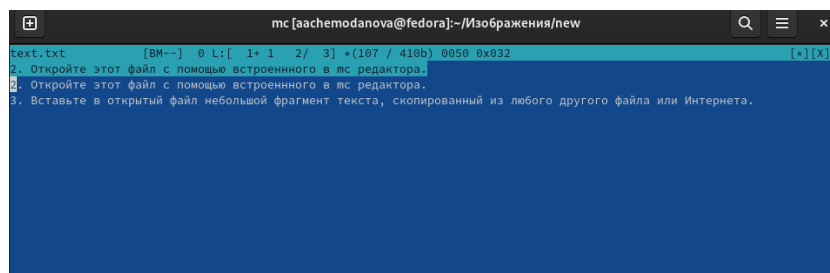 mc [aachemodanova@fedora]:~/Изображения/new
text.txt [BM--] 0 L:[ 1+ 1 2/ 3] *(107 / 410b) 0050 0x032 [*][X]
2. Откройте этот файл с помощью встроеннного в mc редактора.
2. Откройте этот файл с помощью встроеннного в mc редактора.
3. Вставьте в открытый файл небольшой фрагмент текста, скопированный из любого другого файла или Интернета.